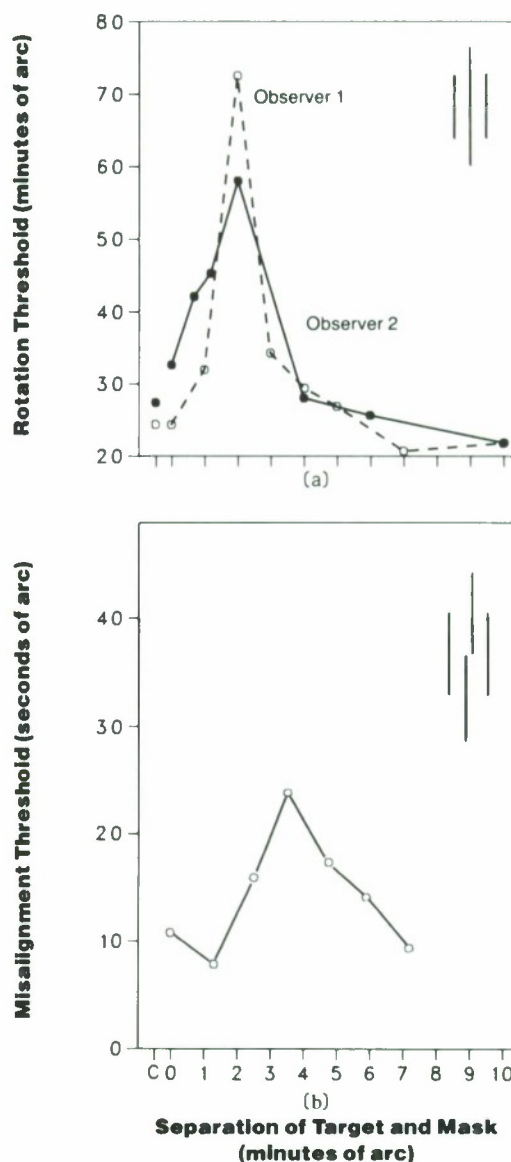 Rotation Threshold (minutes of arc)
80
70
60
50
40
30
20
Observer 1
Observer 2
(a)
Misalignment Threshold (seconds of arc)
40
30
20
10
0
C 0 1 2 3 4 5 6 7 8 9 10
(b)
Separation of Target and Mask
(minutes of arc)